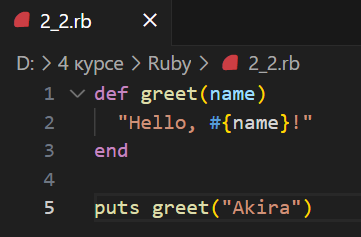 2_2.rb
D: > 4 курсе > Ruby > 2_2.rb
1 def greet(name)
2   "Hello, #{name}!"
3 end
4
5 puts greet("Akira")